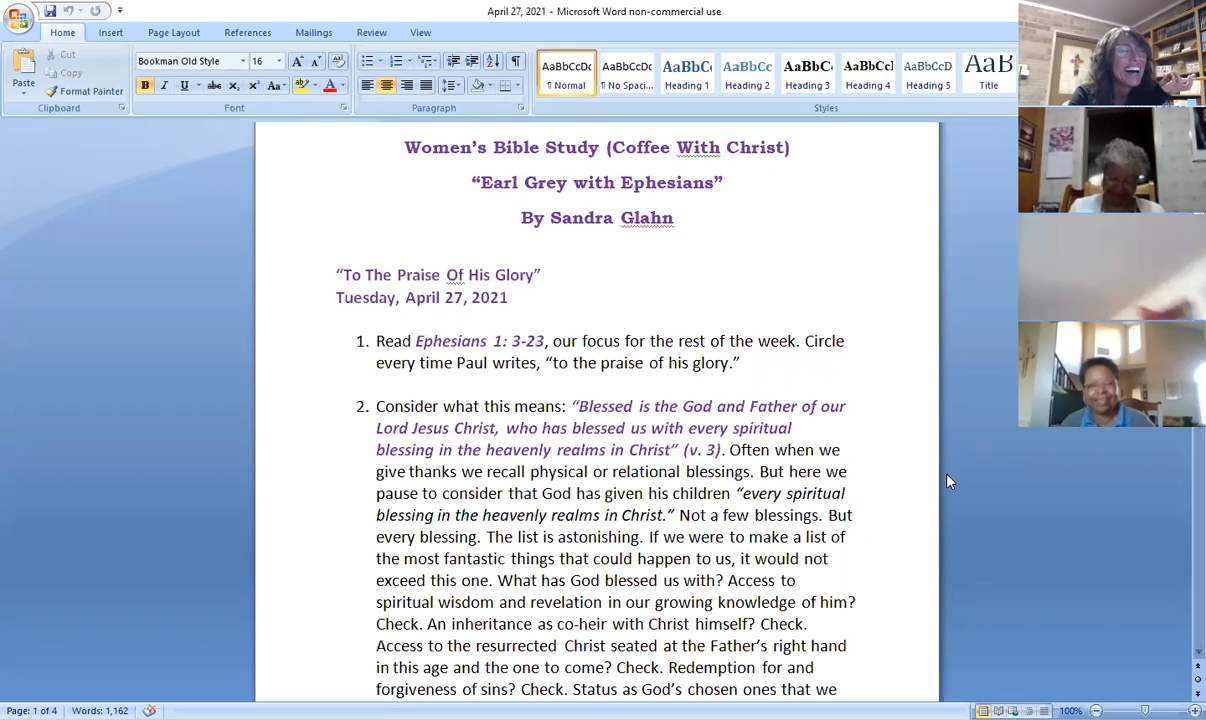 April 27, 2021 - Microsoft Word non-commercial use
Home Insert Page Layout References Mailings Review View
Paste
Cut
Copy
Format Painter
Clipboard
Bookman Old Style 16
Font
Paragraph
AaBbCcDc AaBbCcDc AaBbC AaBbCc AaBbC AaBbC AaBbCcD AaB
¶ Normal ¶ No Spaci... Heading 1 Heading 2 Heading 3 Heading 4 Heading 5 Title
Styles
Women’s Bible Study (Coffee With Christ)
“Earl Grey with Ephesians”
By Sandra Glahn
“To The Praise Of His Glory”
Tuesday, April 27, 2021
1. Read Ephesians 1: 3-23, our focus for the rest of the week. Circle
every time Paul writes, “to the praise of his glory.”
2. Consider what this means: “Blessed is the God and Father of our
Lord Jesus Christ, who has blessed us with every spiritual
blessing in the heavenly realms in Christ” (v. 3). Often when we
give thanks we recall physical or relational blessings. But here we
pause to consider that God has given his children “every spiritual
blessing in the heavenly realms in Christ.” Not a few blessings. But
every blessing. The list is astonishing. If we were to make a list of
the most fantastic things that could happen to us, it would not
exceed this one. What has God blessed us with? Access to
spiritual wisdom and revelation in our growing knowledge of him?
Check. An inheritance as co-heir with Christ himself? Check.
Access to the resurrected Christ seated at the Father’s right hand
in this age and the one to come? Check. Redemption for and
forgiveness of sins? Check. Status as God’s chosen ones that we
Page: 1 of 4 Words: 1,162 100%